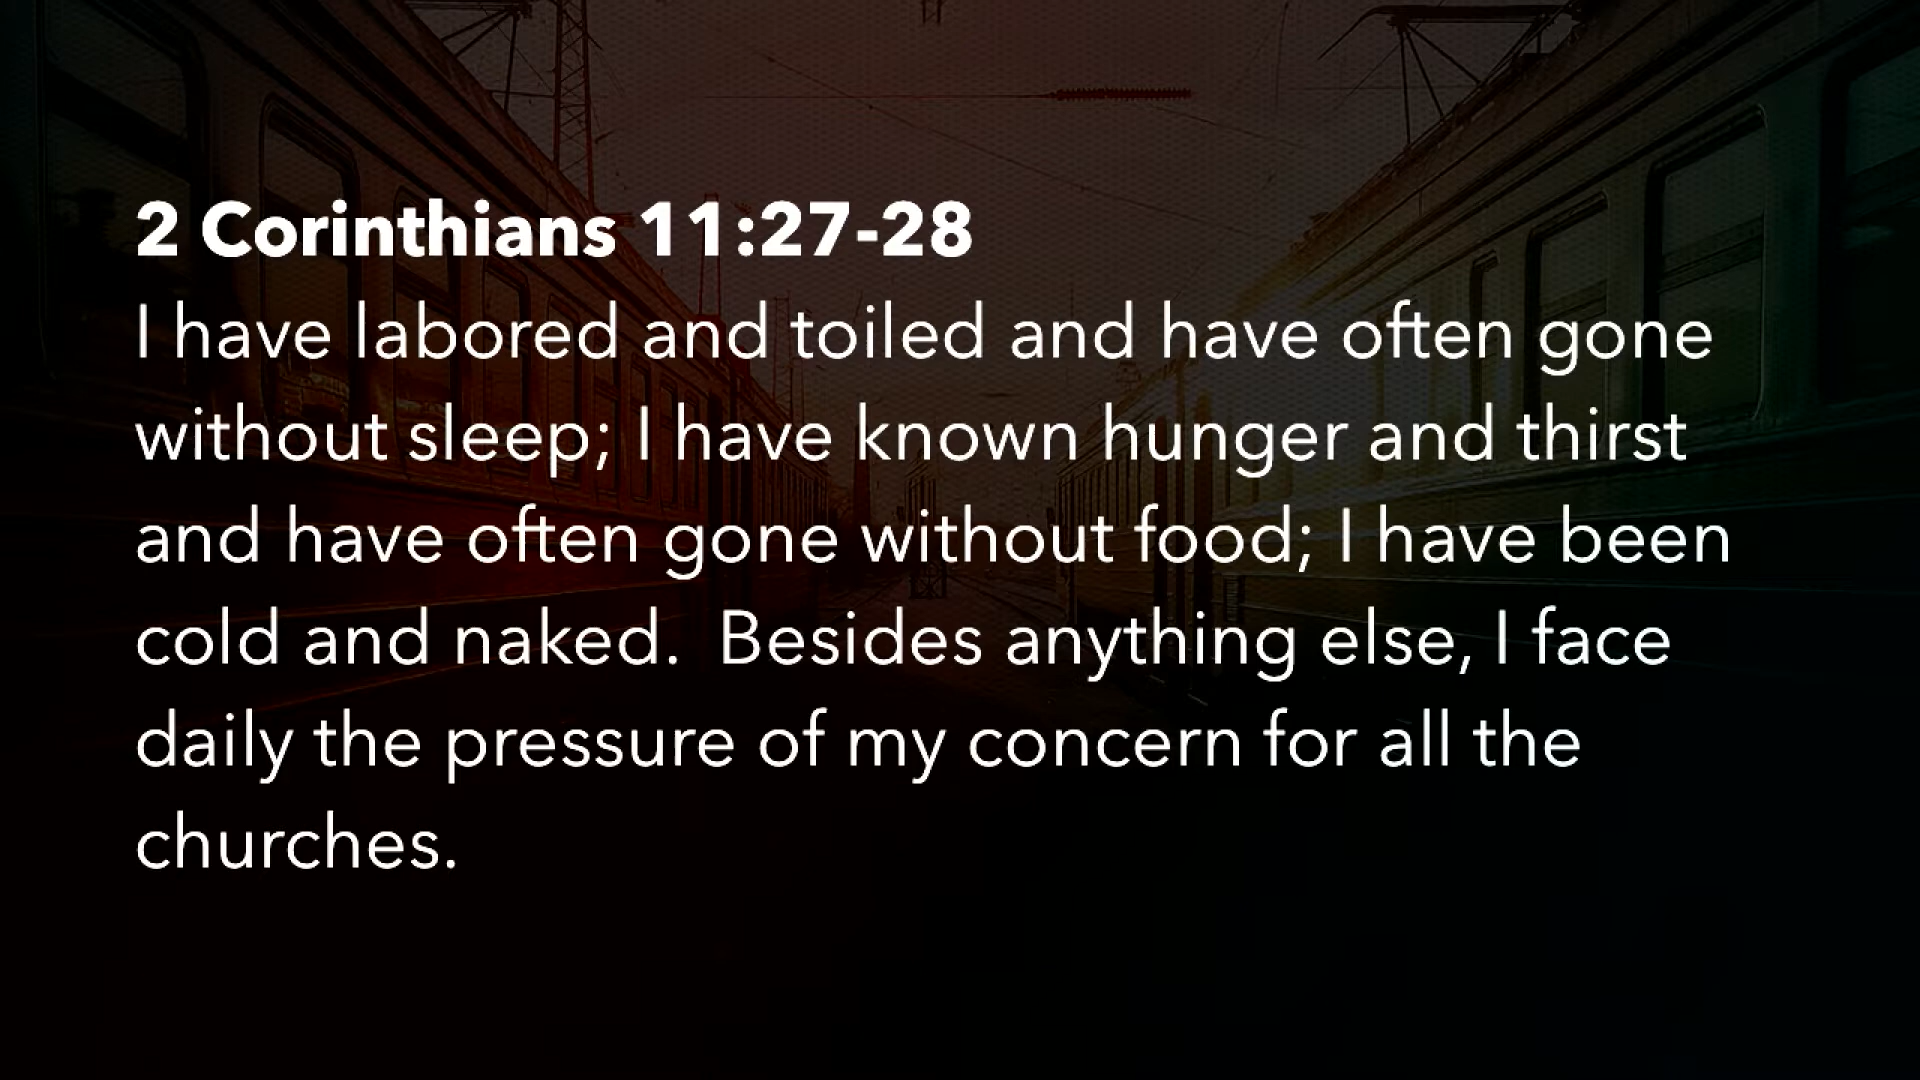 2 Corinthians 11:27-28
I have labored and toiled and have often gone
without sleep; I have known hunger and thirst
and have often gone without food; I have been
cold and naked.  Besides anything else, I face
daily the pressure of my concern for all the
churches.